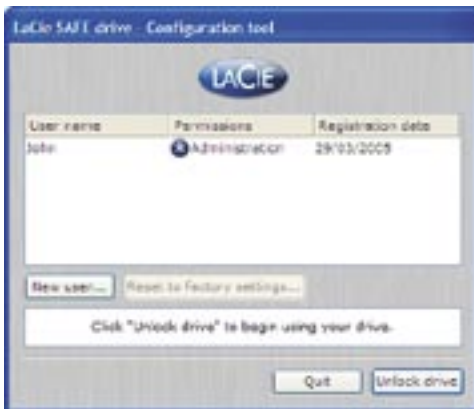 LaCie SAFE drive - Configuration tool
LACIE
User name Permissions Registration date
John Administration 29/03/2005
New user... Reset to factory settings...
Click "Unlock drive" to begin using your drive.
Quit Unlock drive